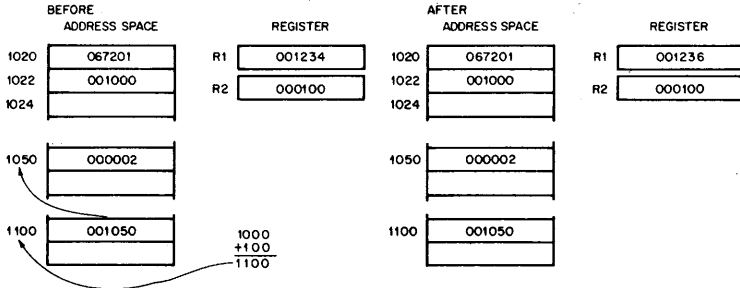 BEFORE
ADDRESS SPACE
REGISTER
1020 067201
1022 001000
1024
R1 001234
R2 000100
1050 000002
1100 001050
1000
+100
1100
AFTER
ADDRESS SPACE
REGISTER
1020 067201
1022 001000
1024
R1 001236
R2 000100
1050 000002
1100 001050